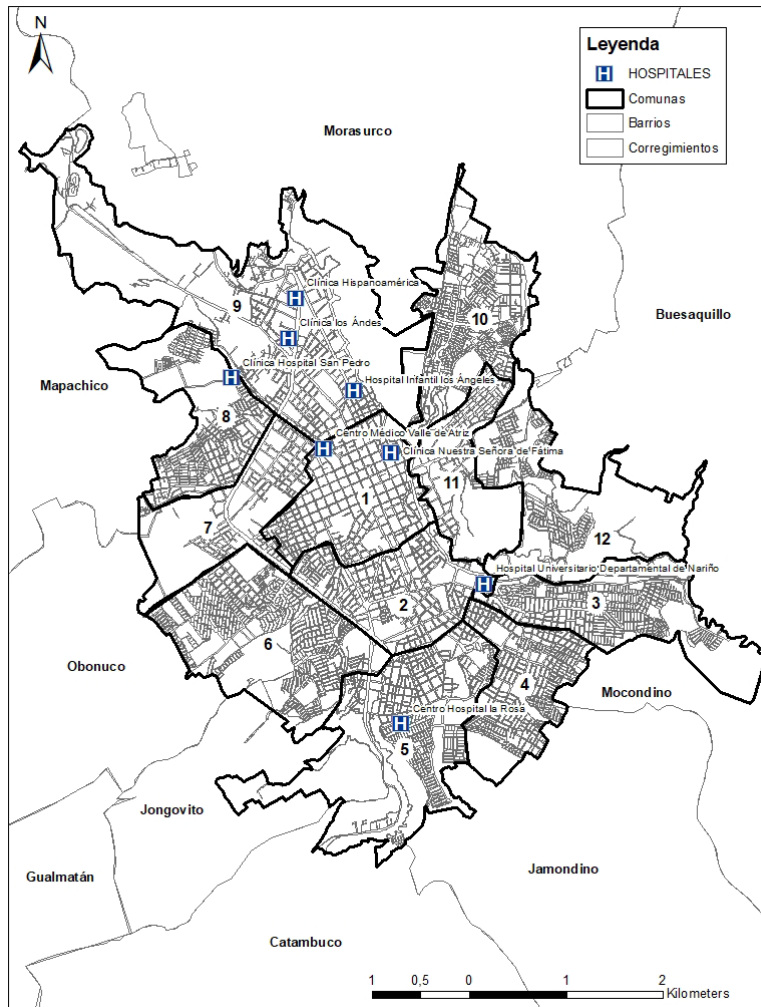 N
Leyenda
H HOSPITALES
Comunas
Barrios
Corregimientos
Morasurco
Clínica Hispanoamérica
H
9
10
Buesaquillo
Clínica los Andes
H
Clínica Hospital San Pedro
H
Mapachico
Hospital Infantil los Ángeles
H
8
Centro Médico Valle de Atriz
H
Clínica Nuestra Señora de Fátima
H
11
1
7
12
Hospital Universitario Departamental de Nariño
H
2
3
6
Obonuco
4
Mocondino
Centro Hospital la Rosa
H
5
Jongovito
Gualmatán
Jamondino
Catambuco
1 0,5 0 1 2
Kilometers